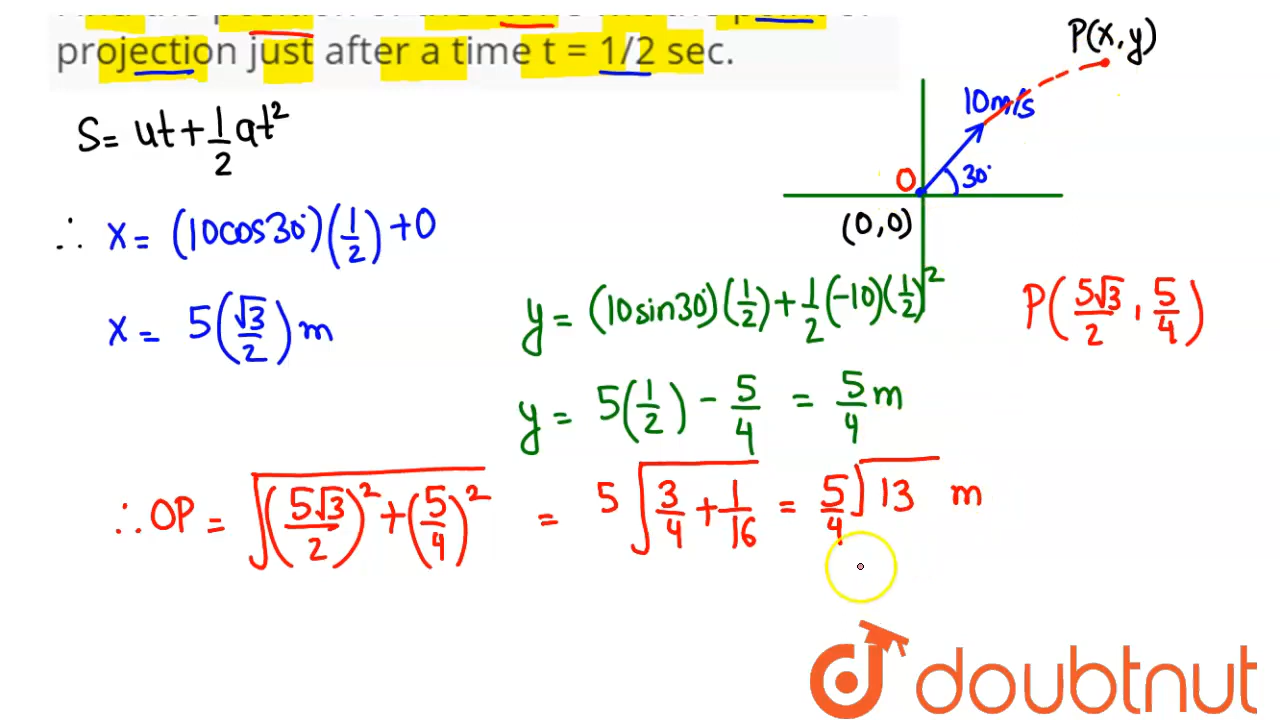 projection just after a time t = 1/2 sec.
P(x, y)
10m/s
30°
O
(0,0)
S= ut+1/2at²
∴ x= (10cos30°)(1/2)+0
x= 5(√3/2)m
y= (10sin30°)(1/2)+1/2(-10)(1/2)²
P(5√3/2, 5/4)
y= 5(1/2) - 5/4 = 5/4m
∴OP= √((5√3/2)²+(5/4)²) = 5√(3/4+1/16) = 5/4√13 m
doubtnut